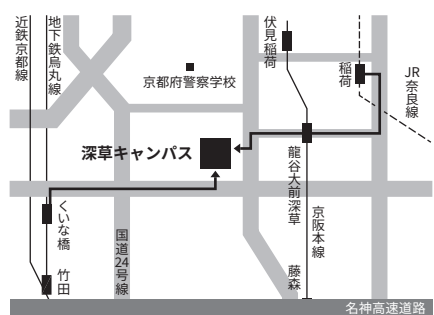 近鉄京都線
地下鉄烏丸線
伏見稲荷
稲荷
JR
奈良線
京都府警察学校
深草キャンパス
龍谷大前深草
くいな橋
国道24号線
京阪本線
竹田
藤森
名神高速道路